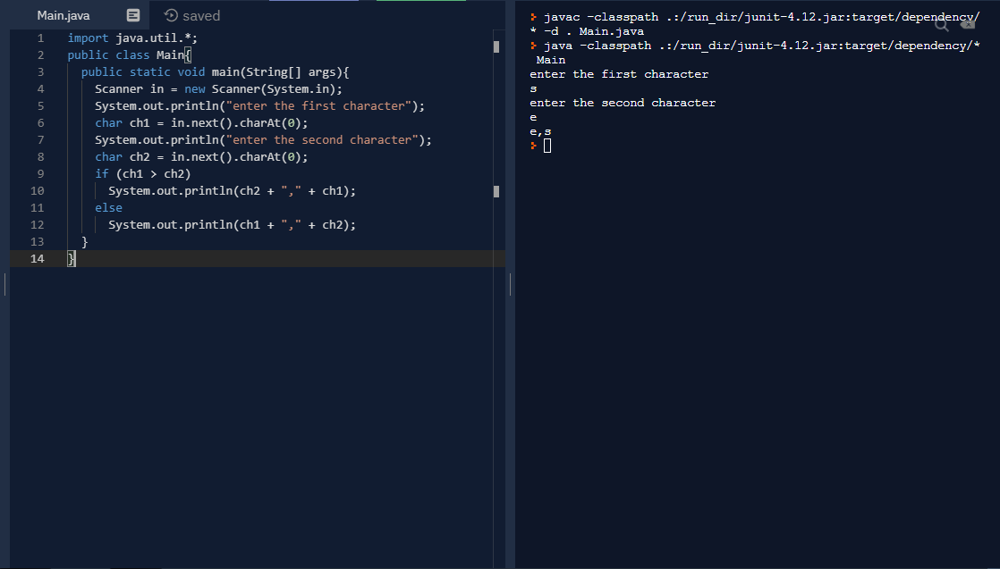 Main.java saved
1 import java.util.*;
2 public class Main{
3 public static void main(String[] args){
4 Scanner in = new Scanner(System.in);
5 System.out.println("enter the first character");
6 char ch1 = in.next().charAt(0);
7 System.out.println("enter the second character");
8 char ch2 = in.next().charAt(0);
9 if (ch1 > ch2)
10 System.out.println(ch2 + "," + ch1);
11 else
12 System.out.println(ch1 + "," + ch2);
13 }
14 }
javac -classpath .:/run_dir/junit-4.12.jar:target/dependency/
* -d . Main.java
java -classpath .:/run_dir/junit-4.12.jar:target/dependency/*
Main
enter the first character
s
enter the second character
e
e,s